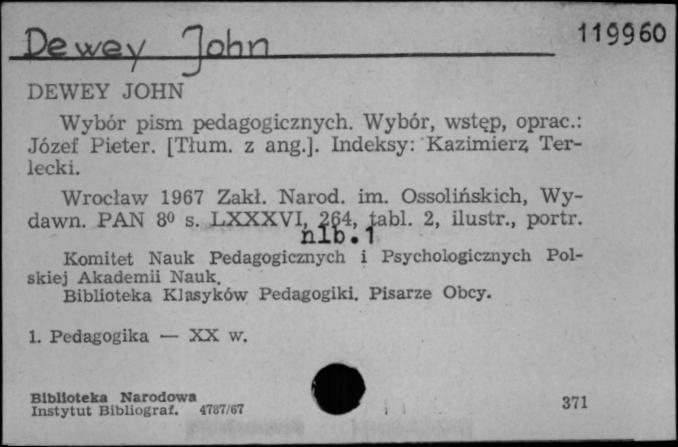 Dewey John
119960
DEWEY JOHN
Wybór pism pedagogicznych. Wybór, wstęp, oprac.:
Józef Pieter. [Tłum. z ang.]. Indeksy: Kazimierz Ter-
lecki.
Wrocław 1967 Zakł. Narod. im. Ossolińskich, Wy-
dawn. PAN 8⁰ s. LXXXVI, 264, tabl. 2, ilustr., portr.
nlb.1
Komitet Nauk Pedagogicznych i Psychologicznych Pol-
skiej Akademii Nauk.
Biblioteka Klasyków Pedagogiki. Pisarze Obcy.
1. Pedagogika — XX w.
Biblioteka Narodowa
Instytut Bibliograf. 4787/67
371